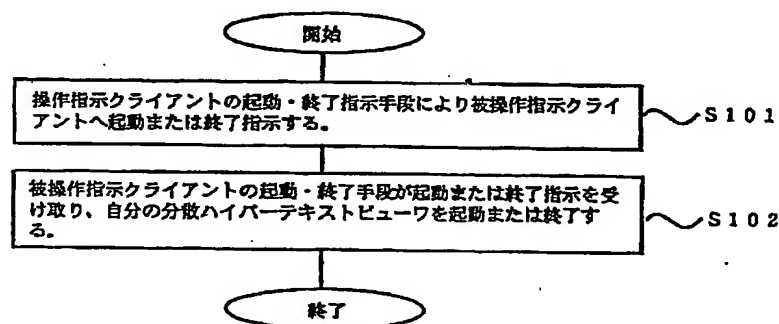 開始
操作指示クライアントの起動・終了指示手段により被操作指示クライ
アントへ起動または終了指示する。
S101
被操作指示クライアントの起動・終了手段が起動または終了指示を受
け取り、自分の分散ハイパーテキストビューワを起動または終了す
る。
S102
終了